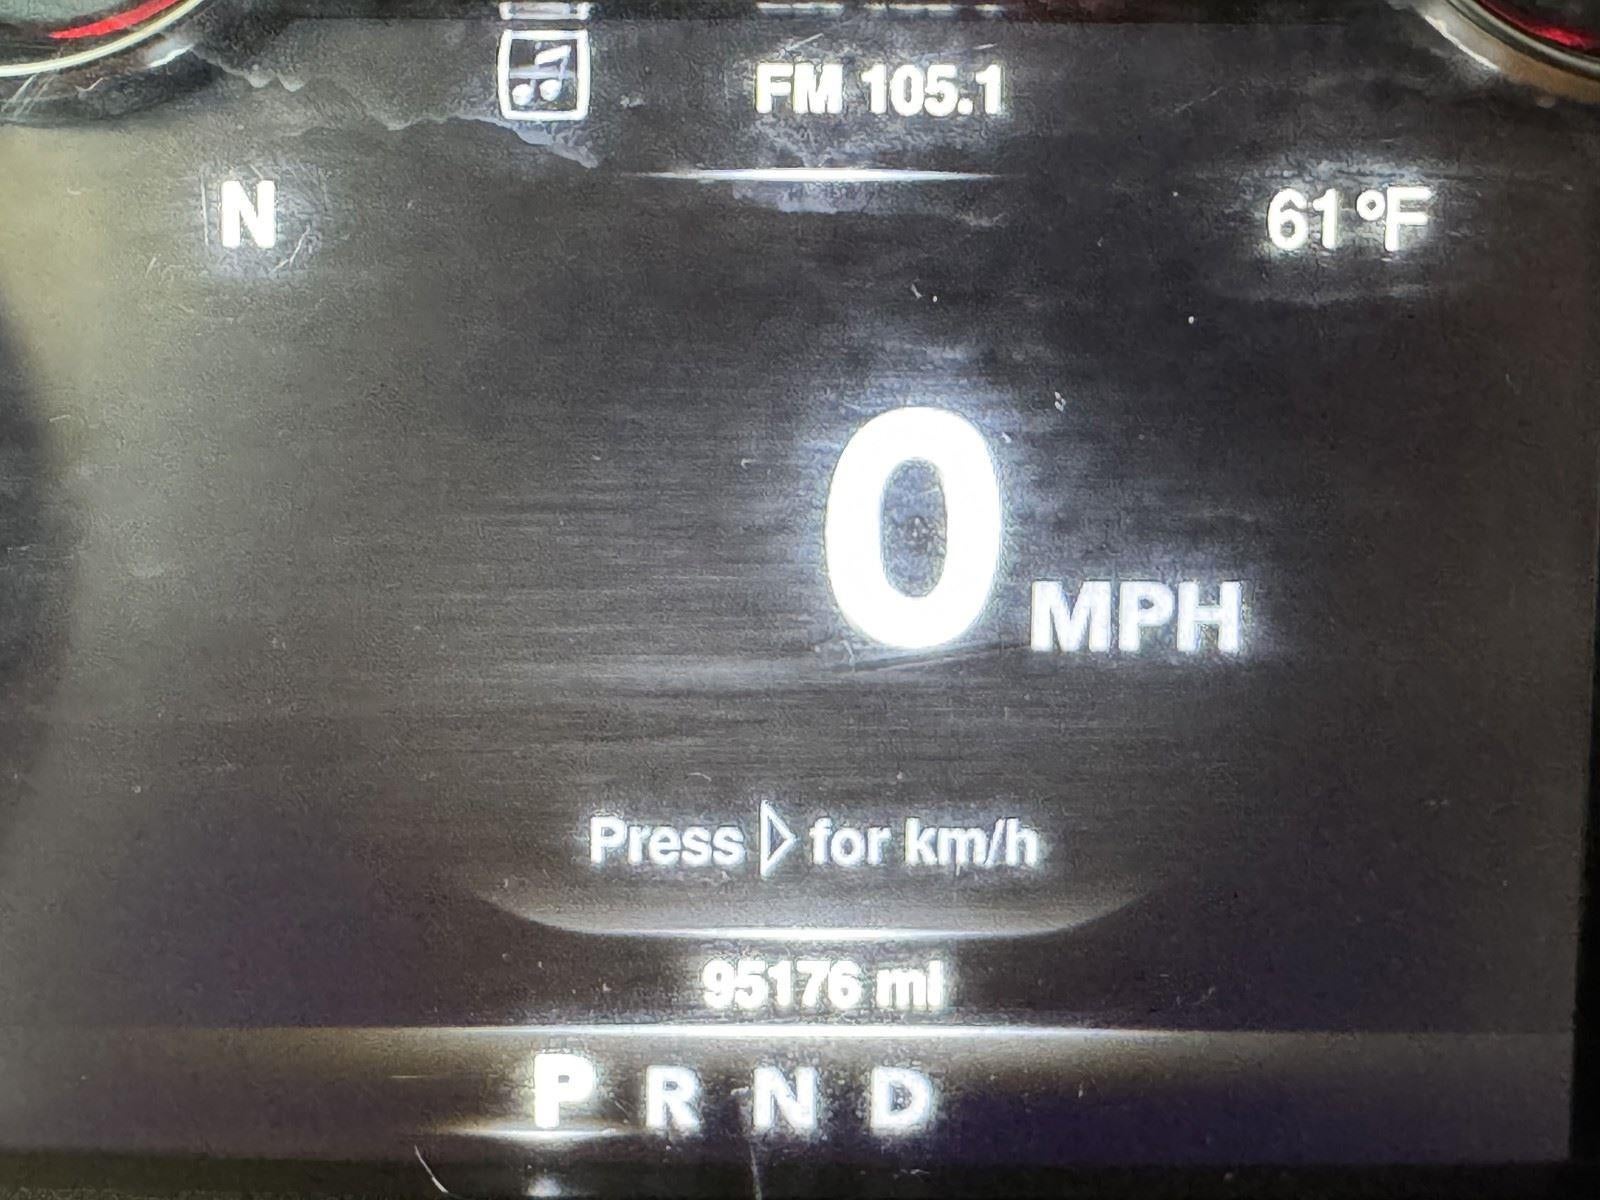 FM 105.1
N
61°F
0 MPH
Press ▷ for km/h
95176 mi
P R N D